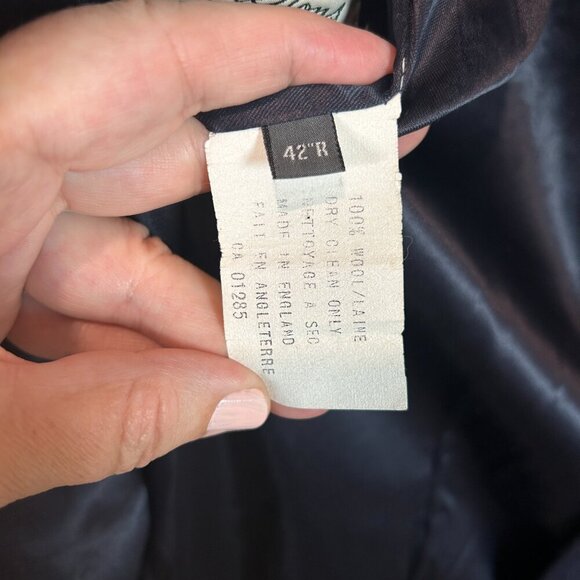 42"R
100% WOOL/LAINE
DRY CLEAN ONLY
NETTOYAGE A SEC
MADE IN ENGLAND
FAIT EN ANGLETERRE
CA 01285